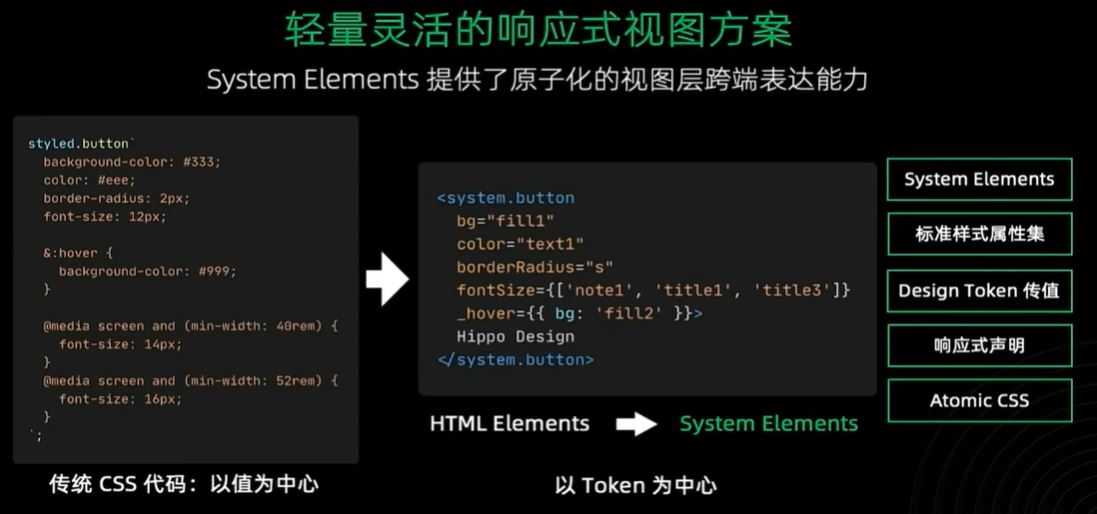 轻量灵活的响应式视图方案
System Elements 提供了原子化的视图层跨端表达能力
styled.button`
background-color: #333;
color: #eee;
border-radius: 2px;
font-size: 12px;
&:hover {
background-color: #999;
}
@media screen and (min-width: 40rem) {
font-size: 14px;
}
@media screen and (min-width: 52rem) {
font-size: 16px;
}
`;
传统 CSS 代码：以值为中心
<system.button
bg="fill1"
color="text1"
borderRadius="s"
fontSize={['note1', 'title1', 'title3']}
_hover={{ bg: 'fill2' }}>
Hippo Design
</system.button>
HTML Elements
System Elements
以 Token 为中心
System Elements
标准样式属性集
Design Token 传值
响应式声明
Atomic CSS